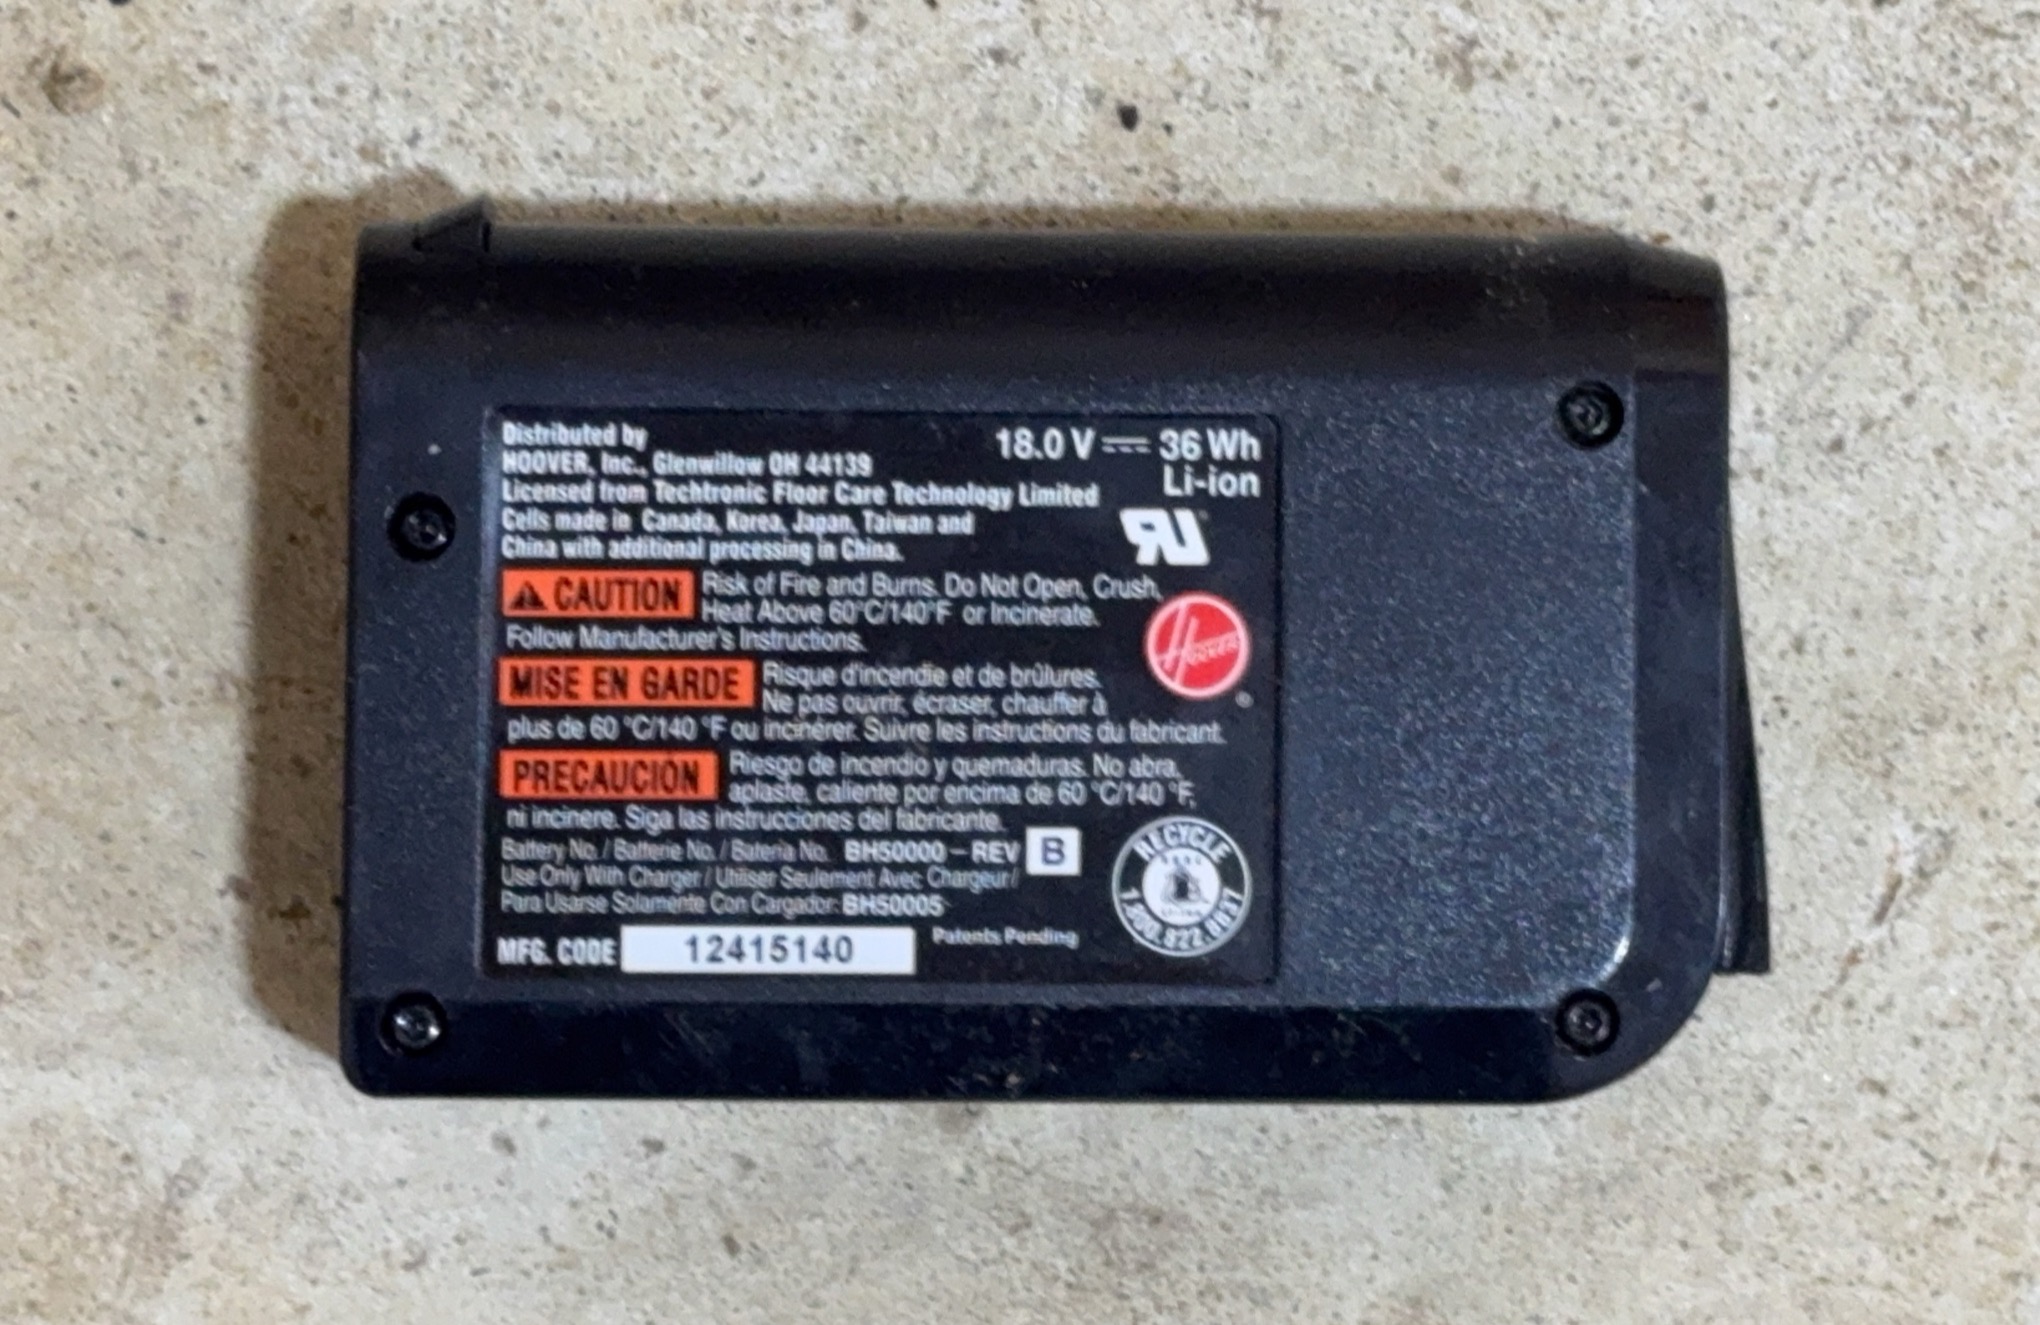 Distributed by
HOOVER, Inc., Glenwillow OH 44139
Licensed from Techtronic Floor Care Technology Limited
Cells made in Canada, Korea, Japan, Taiwan and
China with additional processing in China.
18.0 V 36 Wh
Li-ion
CAUTION Risk of Fire and Burns. Do Not Open, Crush,
Heat Above 60°C/140°F or Incinerate.
Follow Manufacturer's Instructions.
HOOVER
MISE EN GARDE Risque d'incendie et de brûlures.
Ne pas ouvrir, écraser, chauffer à
plus de 60 °C/140 °F ou incinérer. Suivre les instructions du fabricant.
PRECAUCIÓN Riesgo de incendio y quemaduras. No abra,
aplaste, caliente por encima de 60 °C/140 °F,
ni incinere. Siga las instrucciones del fabricante.
Battery No. / Batterie No. / Batería No. BH50000 – REV B
Use Only With Charger / Utiliser Seulement Avec Chargeur /
Para Usarse Solamente Con Cargador: BH50005
MFG. CODE 12415140
Patents Pending
RECYCLE